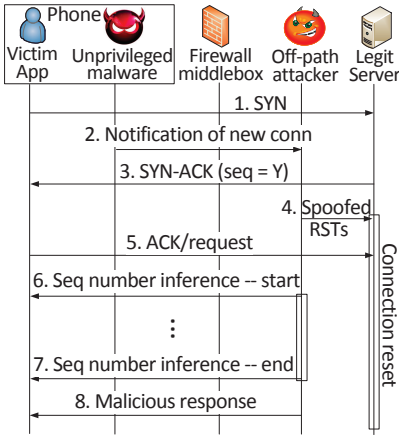 Phone
Victim App
Unprivileged malware
Firewall middlebox
Off-path attacker
Legit Server
1. SYN
2. Notification of new conn
3. SYN-ACK (seq = Y)
4. Spoofed
RSTs
5. ACK/request
Connection reset
6. Seq number inference -- start
⋮
7. Seq number inference -- end
8. Malicious response